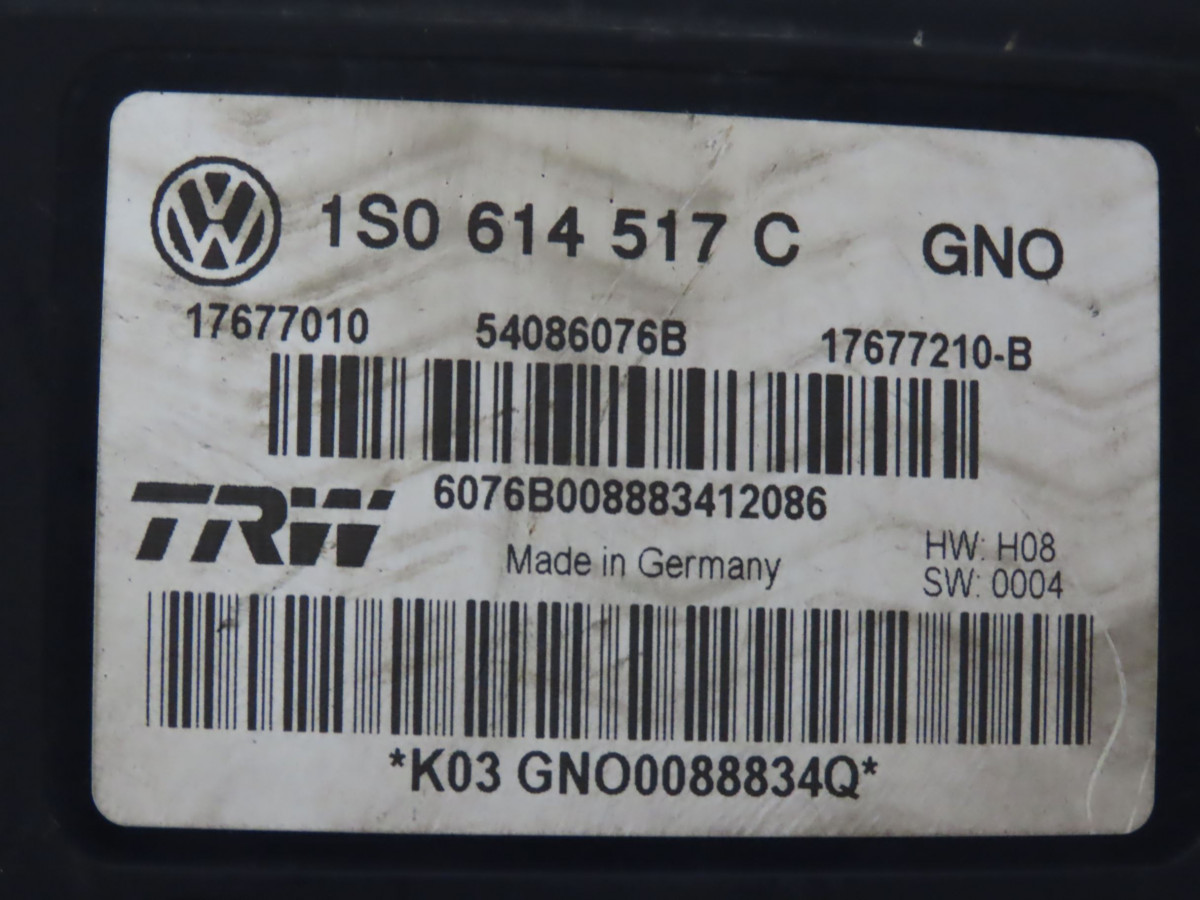 1S0 614 517 C GNO
17677010 54086076B 17677210-B
6076B008883412086
TRW
Made in Germany
HW: H08
SW: 0004
*K03 GNO0088834Q*